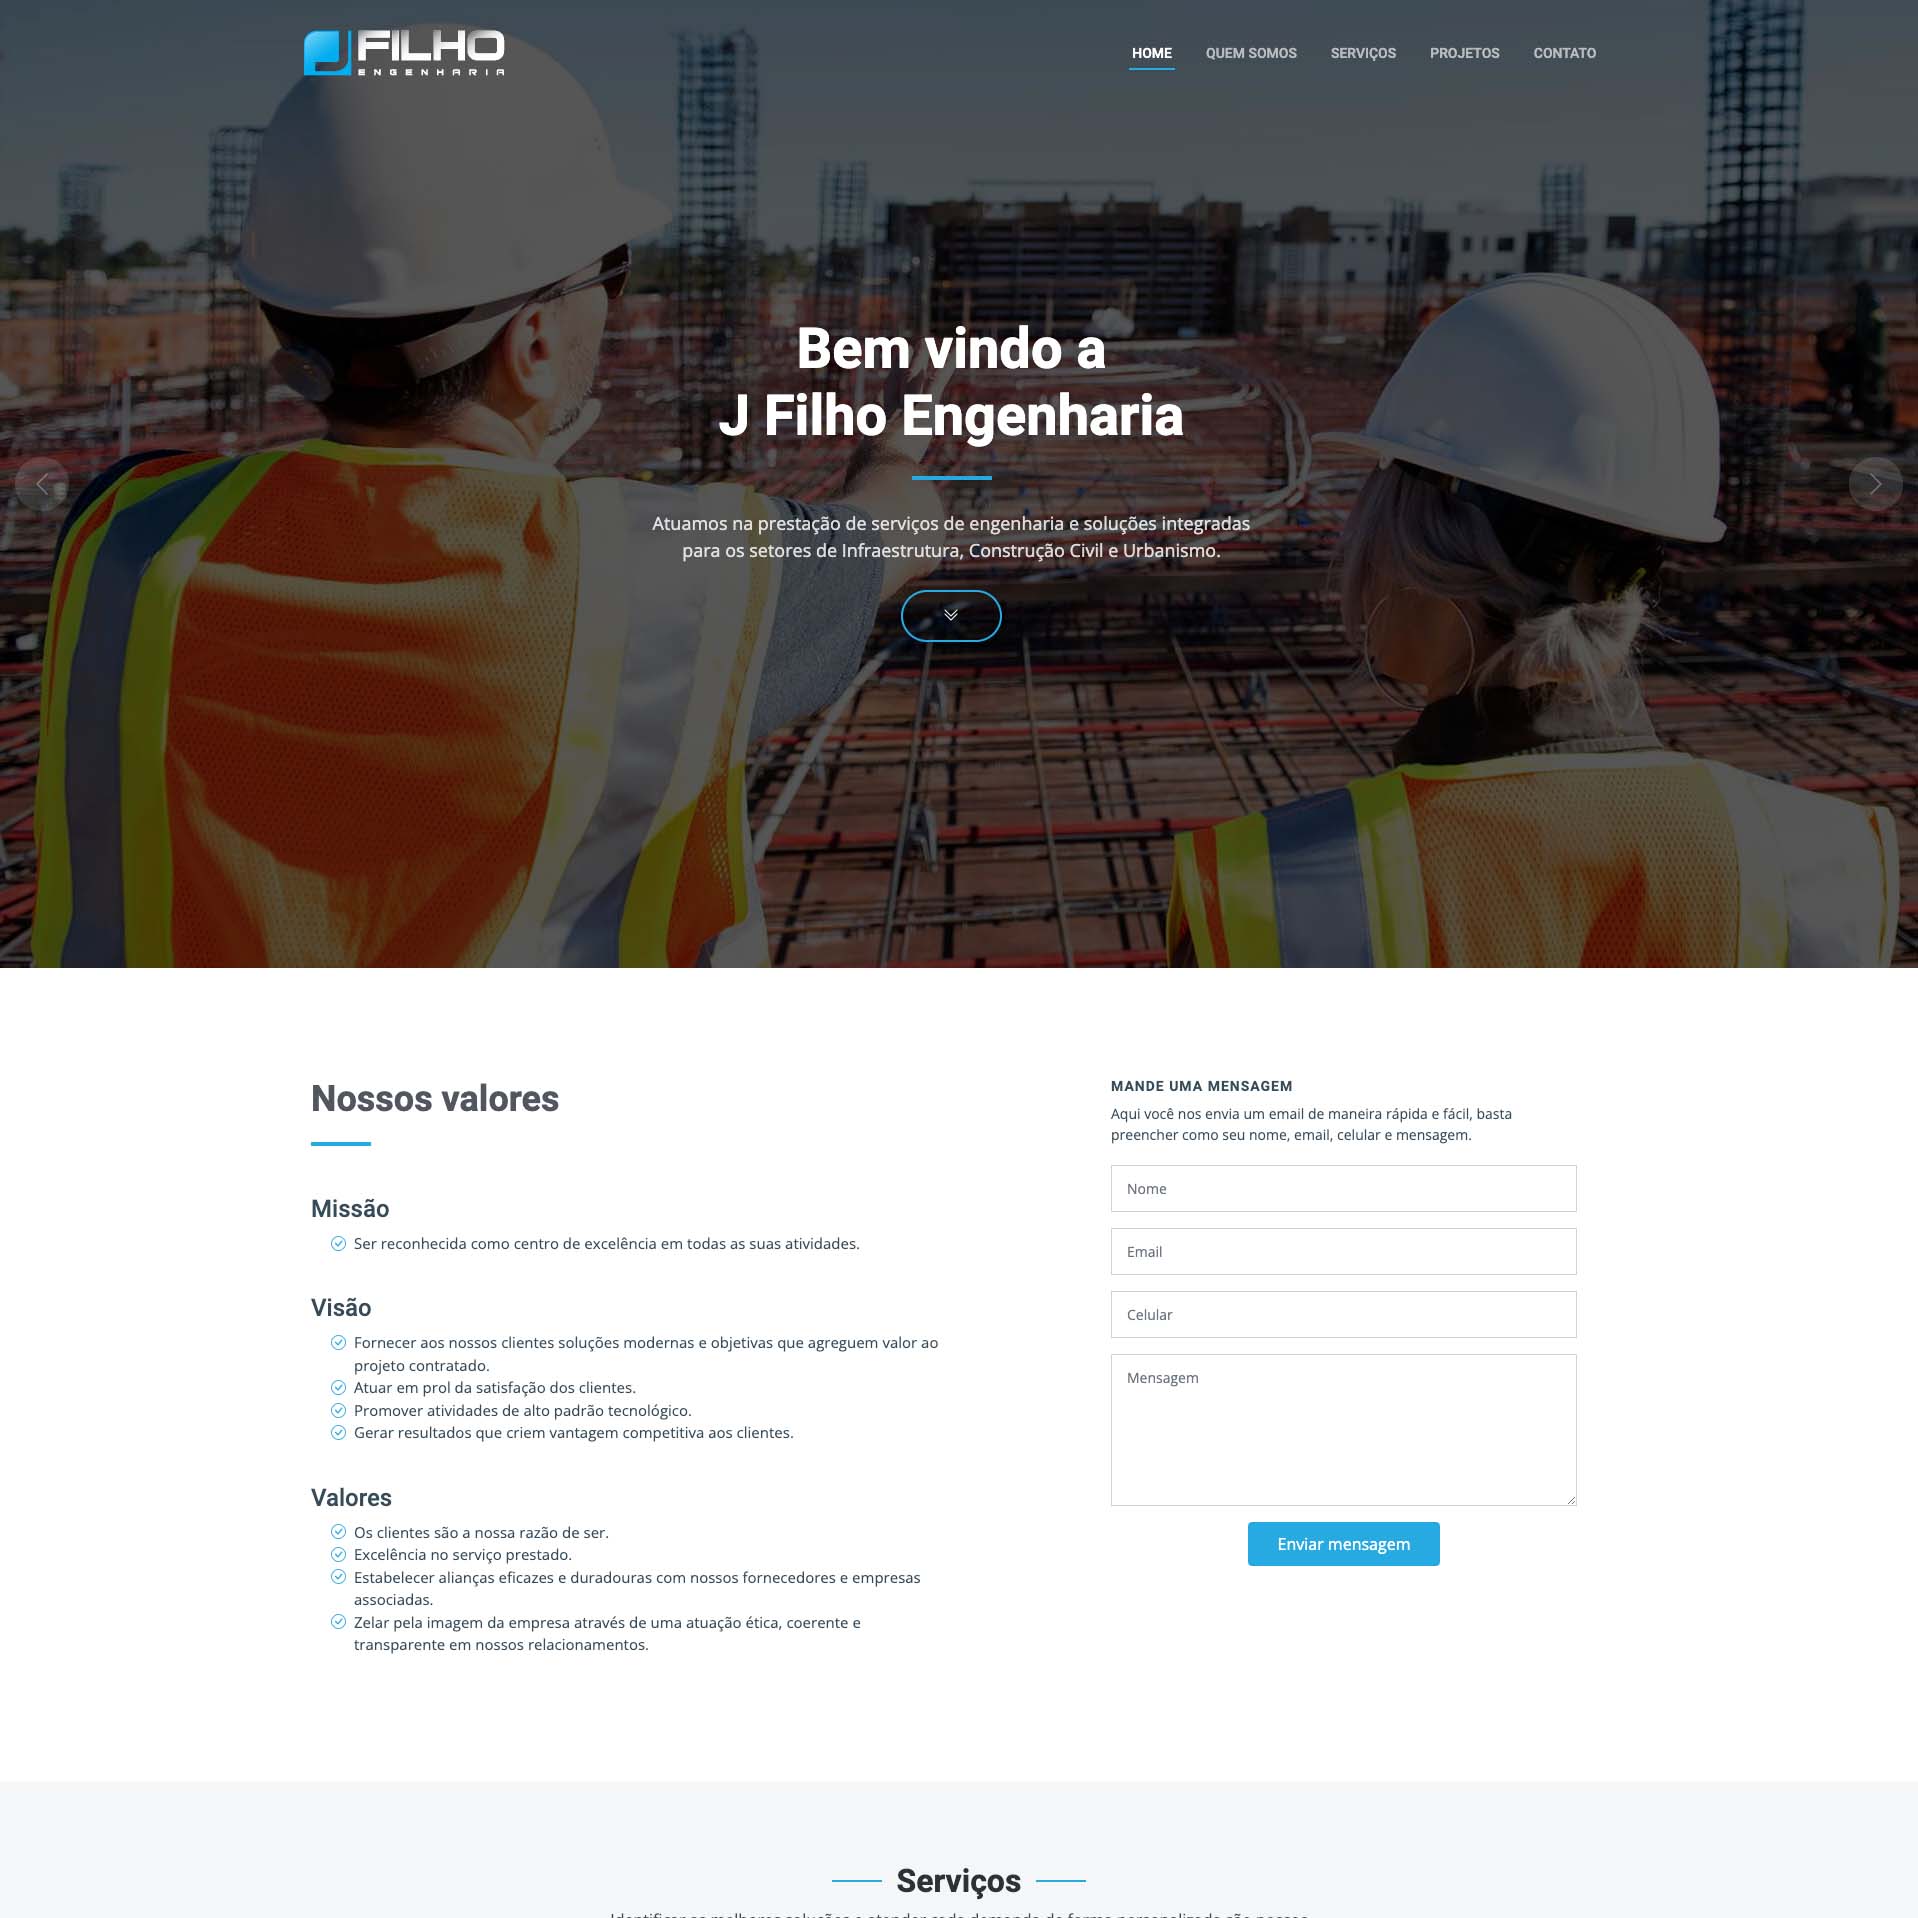 FILHO
ENGENHARIA
HOME QUEM SOMOS SERVIÇOS PROJETOS CONTATO
Bem vindo a
J Filho Engenharia
Atuamos na prestação de serviços de engenharia e soluções integradas
para os setores de Infraestrutura, Construção Civil e Urbanismo.
Nossos valores
Missão
Ser reconhecida como centro de excelência em todas as suas atividades.
Visão
Fornecer aos nossos clientes soluções modernas e objetivas que agreguem valor ao
projeto contratado.
Atuar em prol da satisfação dos clientes.
Promover atividades de alto padrão tecnológico.
Gerar resultados que criem vantagem competitiva aos clientes.
Valores
Os clientes são a nossa razão de ser.
Excelência no serviço prestado.
Estabelecer alianças eficazes e duradouras com nossos fornecedores e empresas
associadas.
Zelar pela imagem da empresa através de uma atuação ética, coerente e
transparente em nossos relacionamentos.
MANDE UMA MENSAGEM
Aqui você nos envia um email de maneira rápida e fácil, basta
preencher como seu nome, email, celular e mensagem.
Nome
Email
Celular
Mensagem
Enviar mensagem
Serviços